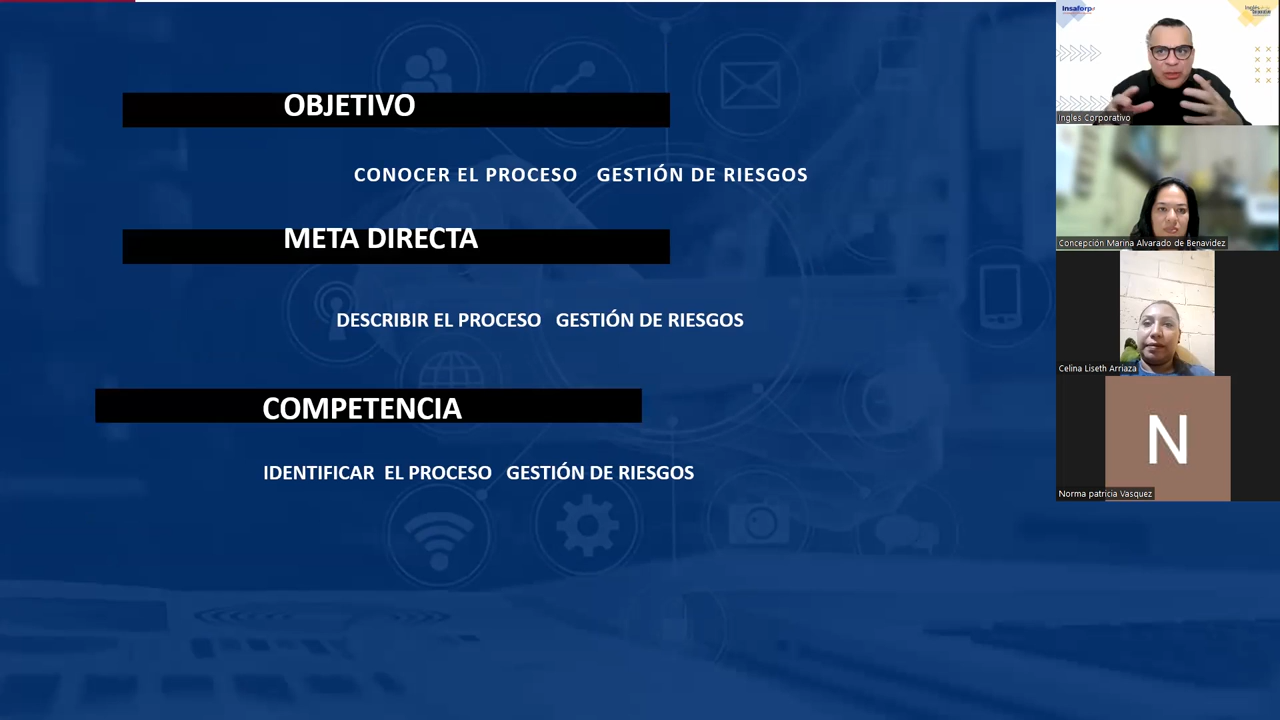 OBJETIVO
CONOCER EL PROCESO GESTIÓN DE RIESGOS
META DIRECTA
DESCRIBIR EL PROCESO GESTIÓN DE RIESGOS
COMPETENCIA
IDENTIFICAR EL PROCESO GESTIÓN DE RIESGOS
Insaforp
Ingles Corporativo
Concepción Marina Alvarado de Benavidez
Celina Liseth Arriaza
N
Norma patricia Vasquez